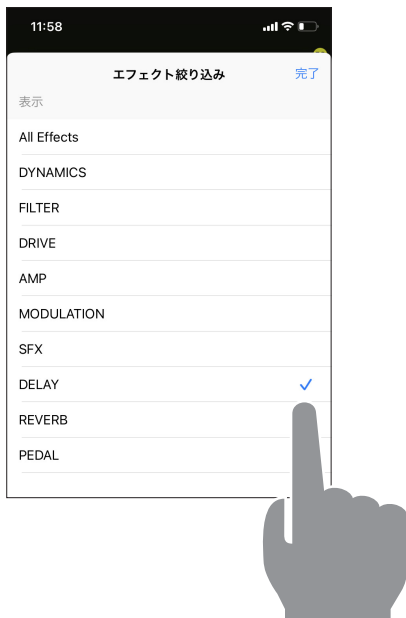 11:58
エフェクト絞り込み
完了
表示
All Effects
DYNAMICS
FILTER
DRIVE
AMP
MODULATION
SFX
DELAY
REVERB
PEDAL